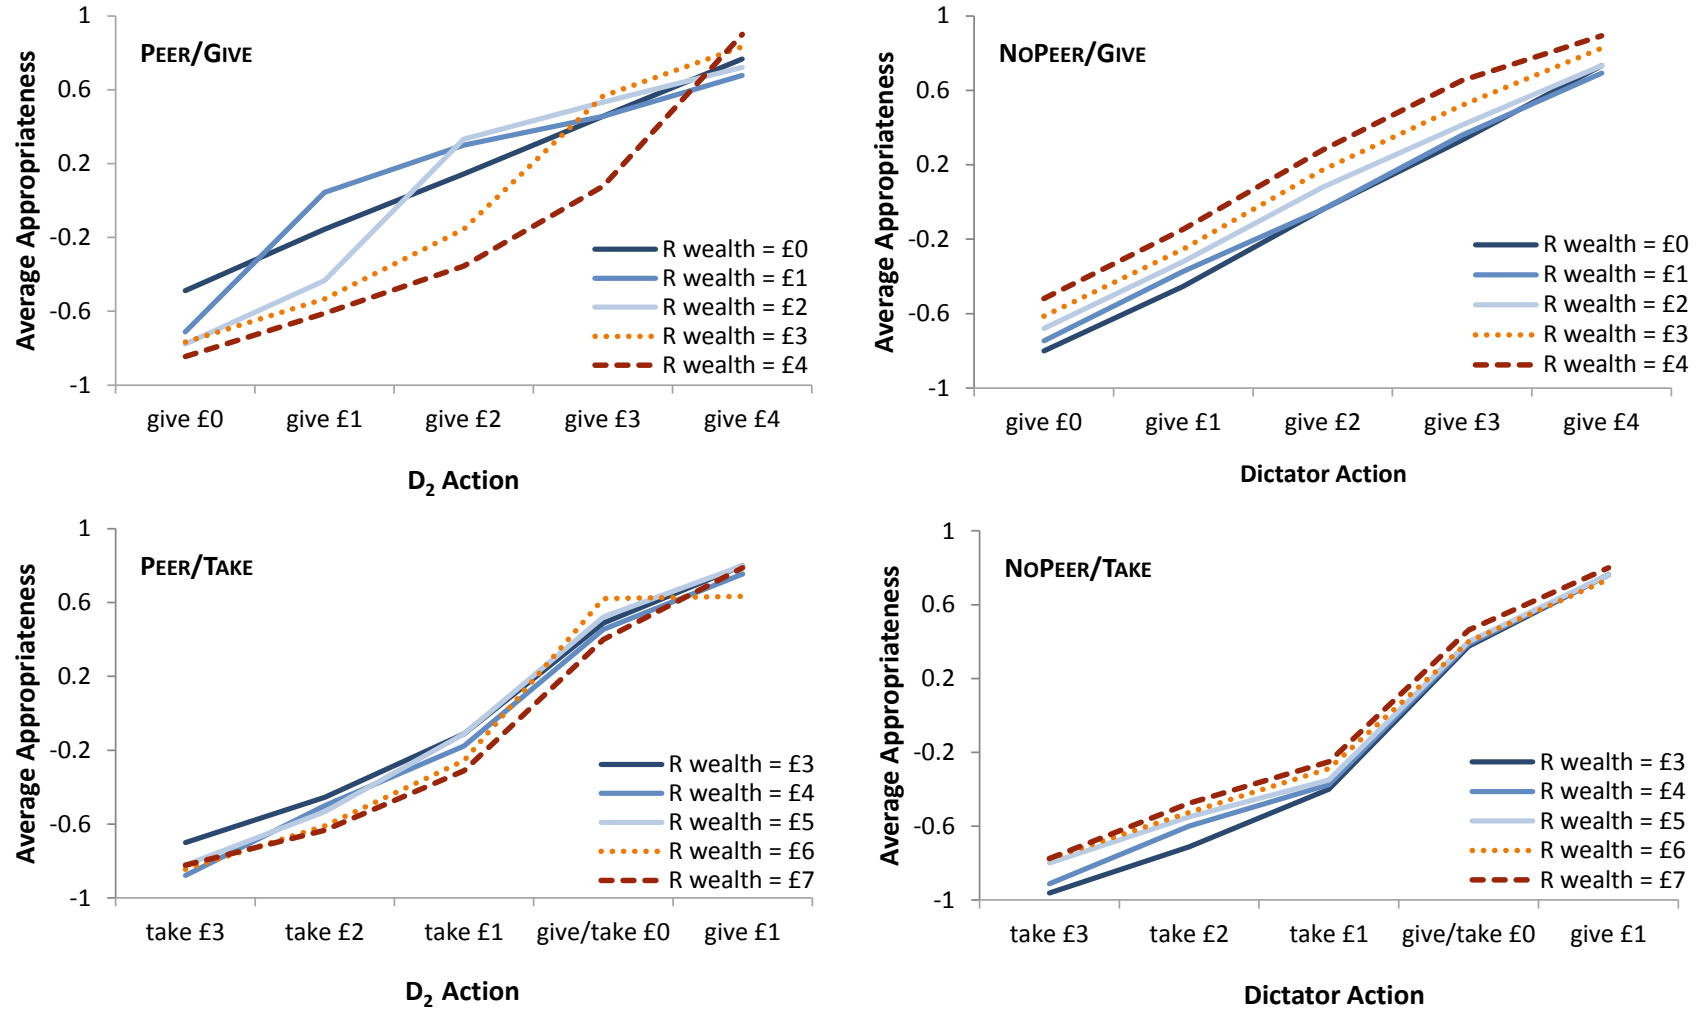 PEER/GIVE
Average Appropriateness
1
0.6
0.2
-0.2
-0.6
-1
R wealth = £0
R wealth = £1
R wealth = £2
R wealth = £3
R wealth = £4
give £0 give £1 give £2 give £3 give £4
D2 Action
NOPEER/GIVE
Average Appropriateness
1
0.6
0.2
-0.2
-0.6
-1
R wealth = £0
R wealth = £1
R wealth = £2
R wealth = £3
R wealth = £4
give £0 give £1 give £2 give £3 give £4
Dictator Action
PEER/TAKE
Average Appropriateness
1
0.6
0.2
-0.2
-0.6
-1
R wealth = £3
R wealth = £4
R wealth = £5
R wealth = £6
R wealth = £7
take £3 take £2 take £1 give/take £0 give £1
D2 Action
NOPEER/TAKE
Average Appropriateness
1
0.6
0.2
-0.2
-0.6
-1
R wealth = £3
R wealth = £4
R wealth = £5
R wealth = £6
R wealth = £7
take £3 take £2 take £1 give/take £0 give £1
Dictator Action